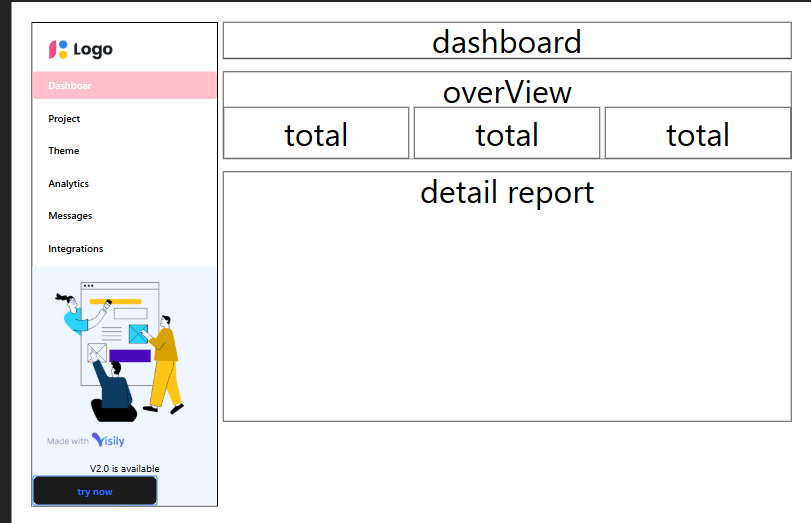 Logo
Dashboar
Project
Theme
Analytics
Messages
Integrations
Made with Visily
V2.0 is available
try now
dashboard
overView
total total total
detail report